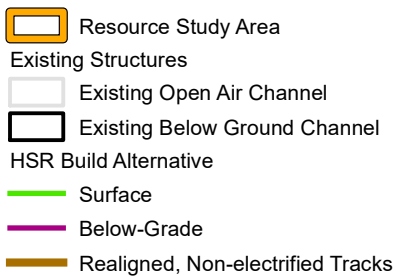 Resource Study Area
Existing Structures
Existing Open Air Channel
Existing Below Ground Channel
HSR Build Alternative
Surface
Below-Grade
Realigned, Non-electrified Tracks